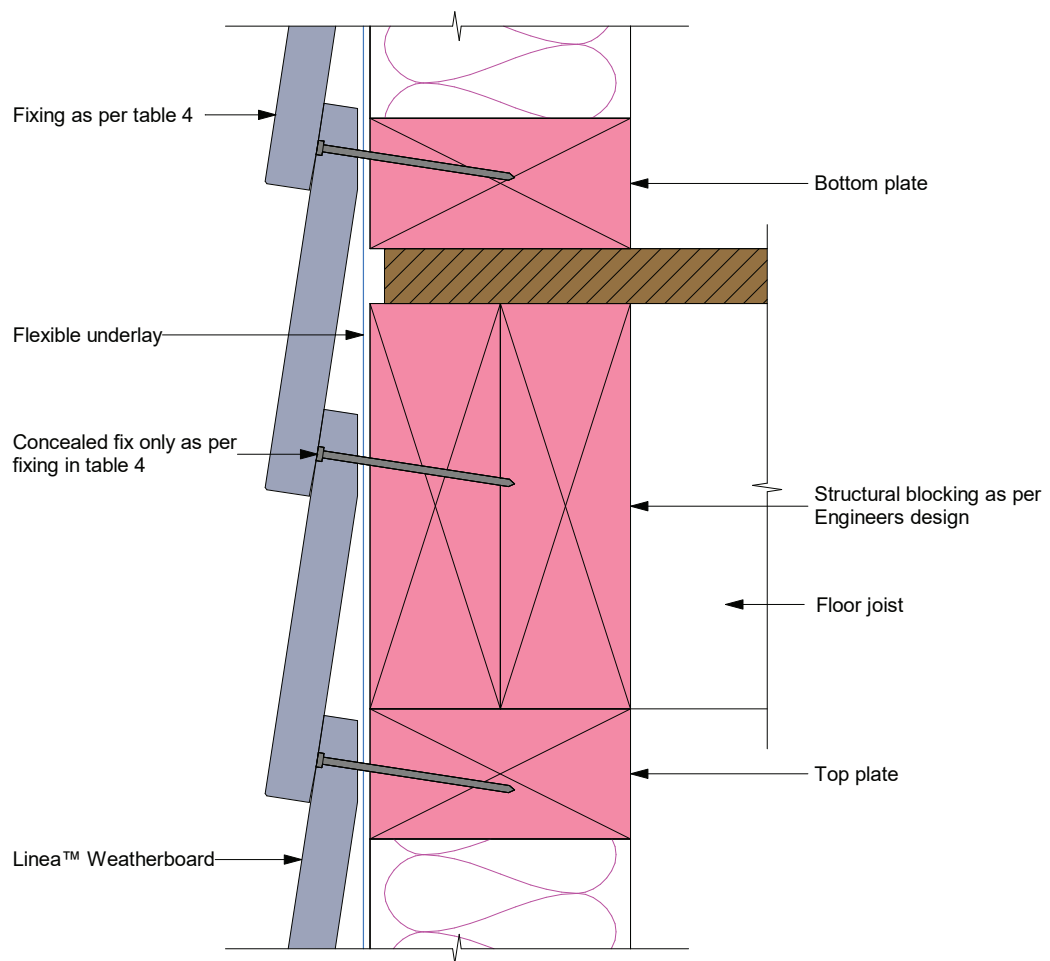 Fixing as per table 4
Bottom plate
Flexible underlay
Concealed fix only as per
fixing in table 4
Structural blocking as per
Engineers design
Floor joist
Top plate
Linea™ Weatherboard